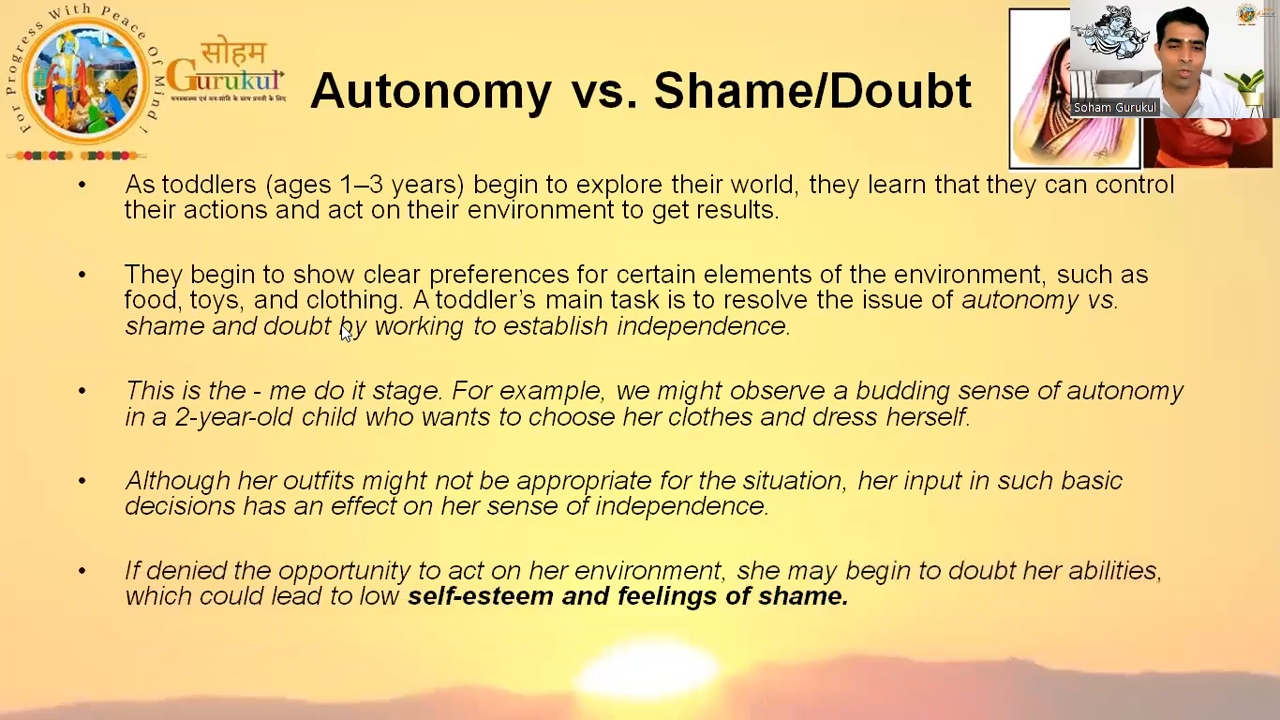 For Progress With Peace Of Mind !
सोहम
Gurukul
Autonomy vs. Shame/Doubt
Soham Gurukul
• As toddlers (ages 1–3 years) begin to explore their world, they learn that they can control
their actions and act on their environment to get results.
• They begin to show clear preferences for certain elements of the environment, such as
food, toys, and clothing. A toddler’s main task is to resolve the issue of autonomy vs.
shame and doubt by working to establish independence.
• This is the - me do it stage. For example, we might observe a budding sense of autonomy
in a 2-year-old child who wants to choose her clothes and dress herself.
• Although her outfits might not be appropriate for the situation, her input in such basic
decisions has an effect on her sense of independence.
• If denied the opportunity to act on her environment, she may begin to doubt her abilities,
which could lead to low self-esteem and feelings of shame.